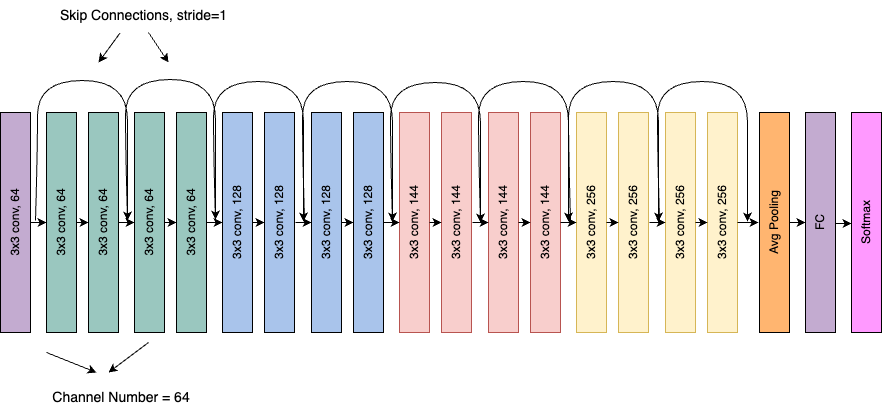 Skip Connections, stride=1
3x3 conv, 64
3x3 conv, 64
3x3 conv, 64
3x3 conv, 64
3x3 conv, 64
3x3 conv, 128
3x3 conv, 128
3x3 conv, 128
3x3 conv, 128
3x3 conv, 144
3x3 conv, 144
3x3 conv, 144
3x3 conv, 144
3x3 conv, 256
3x3 conv, 256
3x3 conv, 256
3x3 conv, 256
Avg Pooling
FC
Softmax
Channel Number = 64